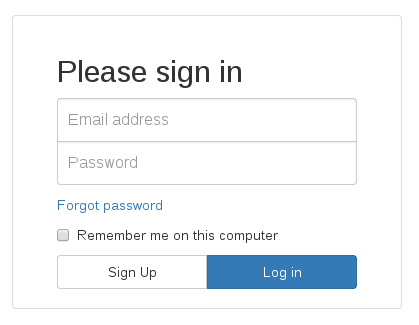 Please sign in
Email address
Password
Forgot password
Remember me on this computer
Sign Up Log in